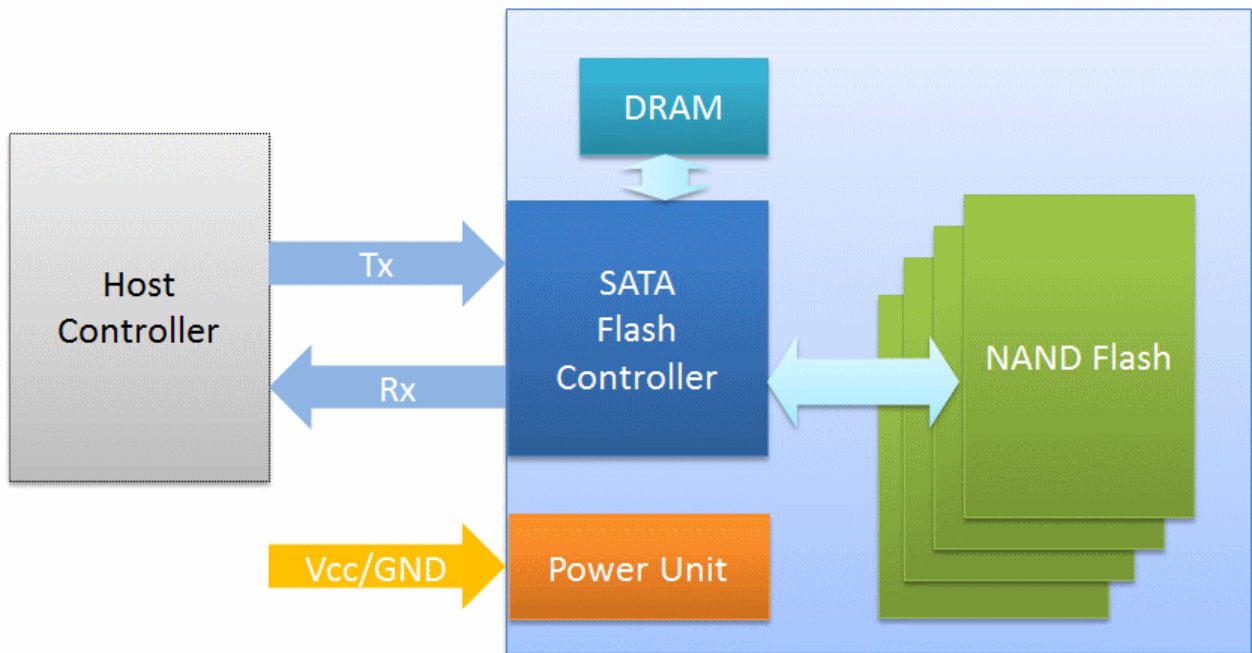 DRAM
Host
Controller
Tx
Rx
SATA
Flash
Controller
NAND Flash
Vcc/GND
Power Unit